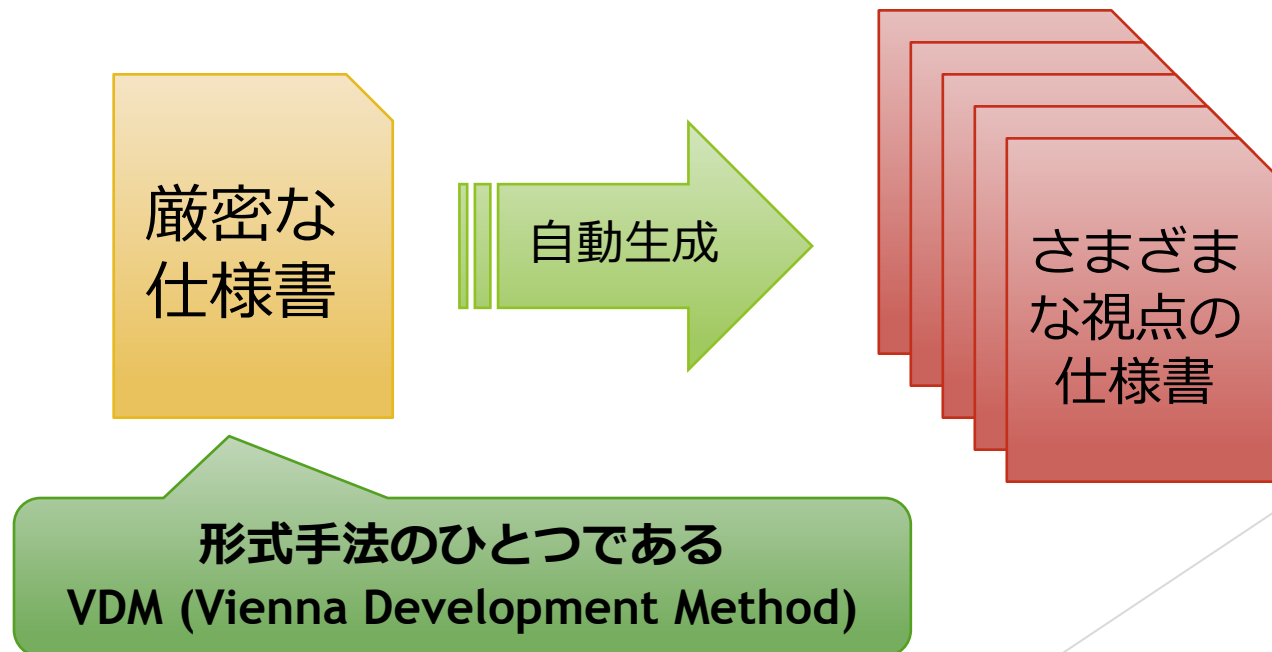 厳密な
仕様書
自動生成
さまざま
な視点の
仕様書
形式手法のひとつである
VDM (Vienna Development Method)